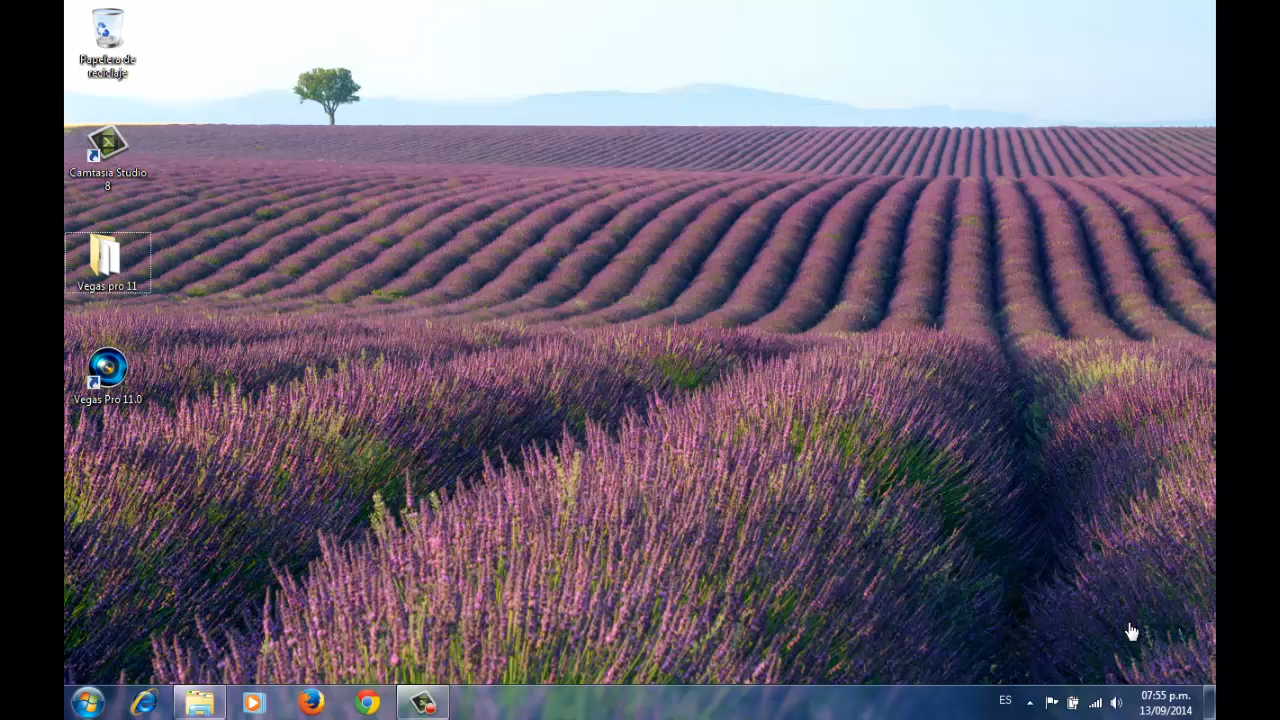 Papelera de
reciclaje
Camtasia Studio
8
Vegas pro 11
Vegas Pro 11.0
ES
07:55 p.m.
13/09/2014